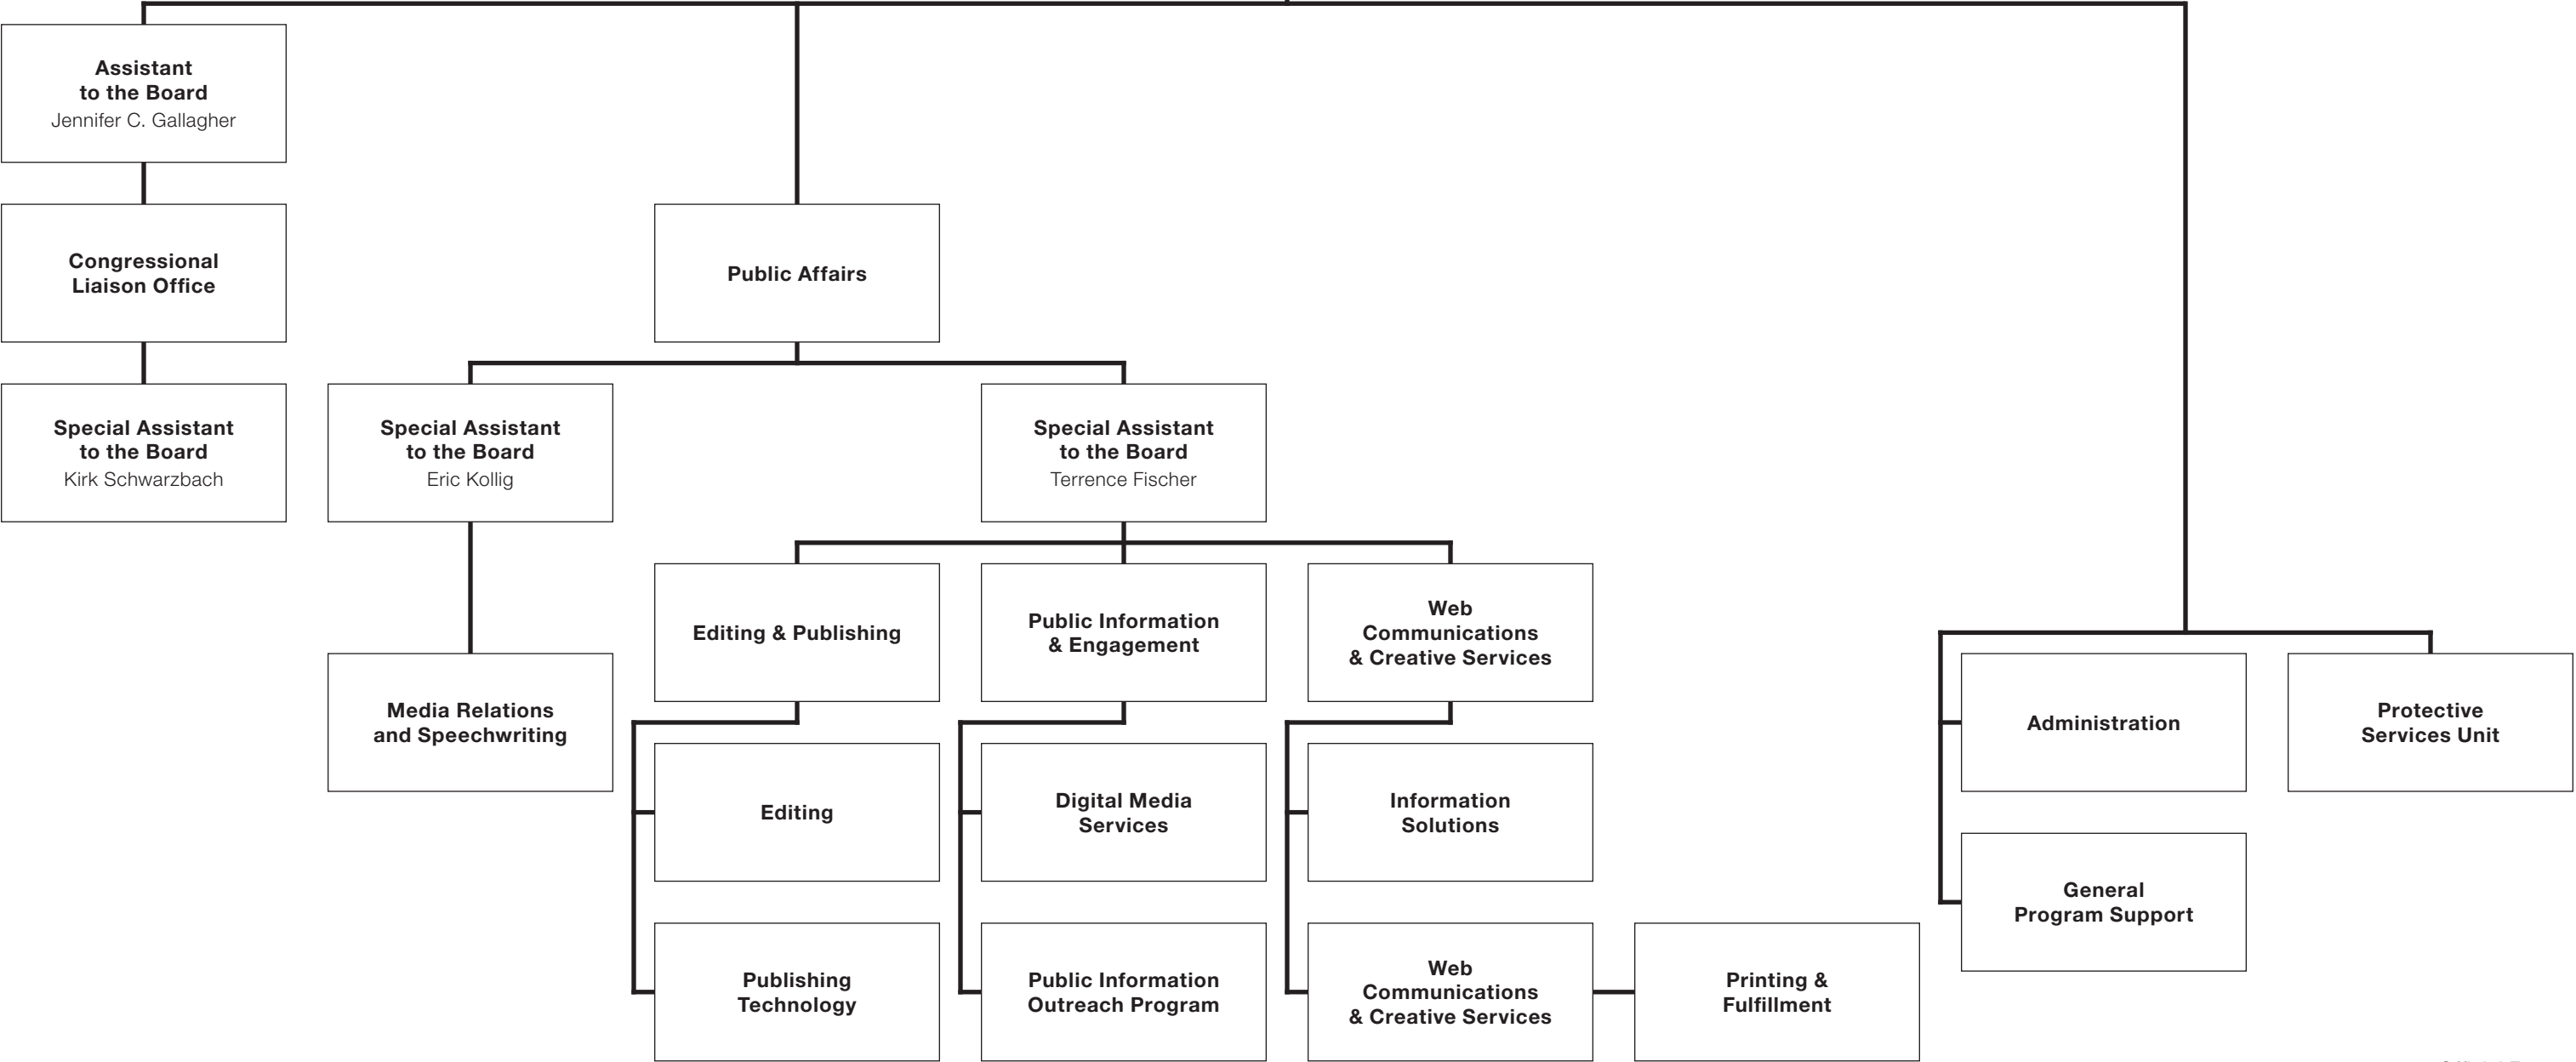 Assistant
to the Board
Jennifer C. Gallagher
Congressional
Liaison Office
Public Affairs
Special Assistant
to the Board
Kirk Schwarzbach
Special Assistant
to the Board
Eric Kollig
Special Assistant
to the Board
Terrence Fischer
Editing & Publishing
Public Information
& Engagement
Web
Communications
& Creative Services
Media Relations
and Speechwriting
Administration
Protective
Services Unit
Editing
Digital Media
Services
Information
Solutions
General
Program Support
Publishing
Technology
Public Information
Outreach Program
Web
Communications
& Creative Services
Printing &
Fulfillment